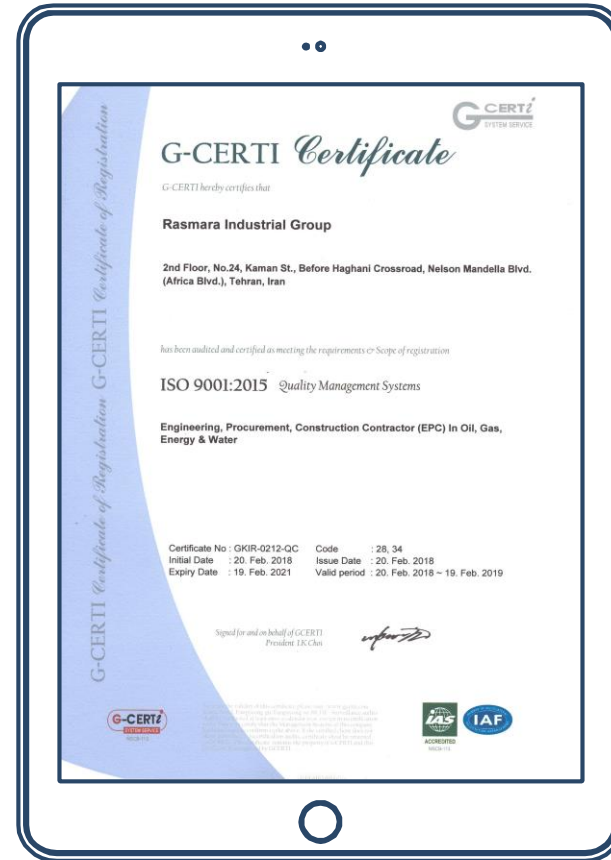 G-CERTi
SYSTEM SERVICE
G-CERTI Certificate
G-CERTI hereby certifies that
Rasmara Industrial Group
2nd Floor, No.24, Kaman St., Before Haghani Crossroad, Nelson Mandella Blvd.
(Africa Blvd.), Tehran, Iran
has been audited and certified as meeting the requirements & Scope of registration
ISO 9001:2015 Quality Management Systems
Engineering, Procurement, Construction Contractor (EPC) In Oil, Gas,
Energy & Water
Certificate No : GKIR-0212-QC Code : 28, 34
Initial Date : 20. Feb. 2018 Issue Date : 20. Feb. 2018
Expiry Date : 19. Feb. 2021 Valid period : 20. Feb. 2018 ~ 19. Feb. 2019
Signed for and on behalf of GCERTI
President I.K Choi
G-CERTI Certificate of Registration G-CERTI Certificate of Registration
G-CERTi
SYSTEM SERVICE
IAS
ACCREDITED
IAF